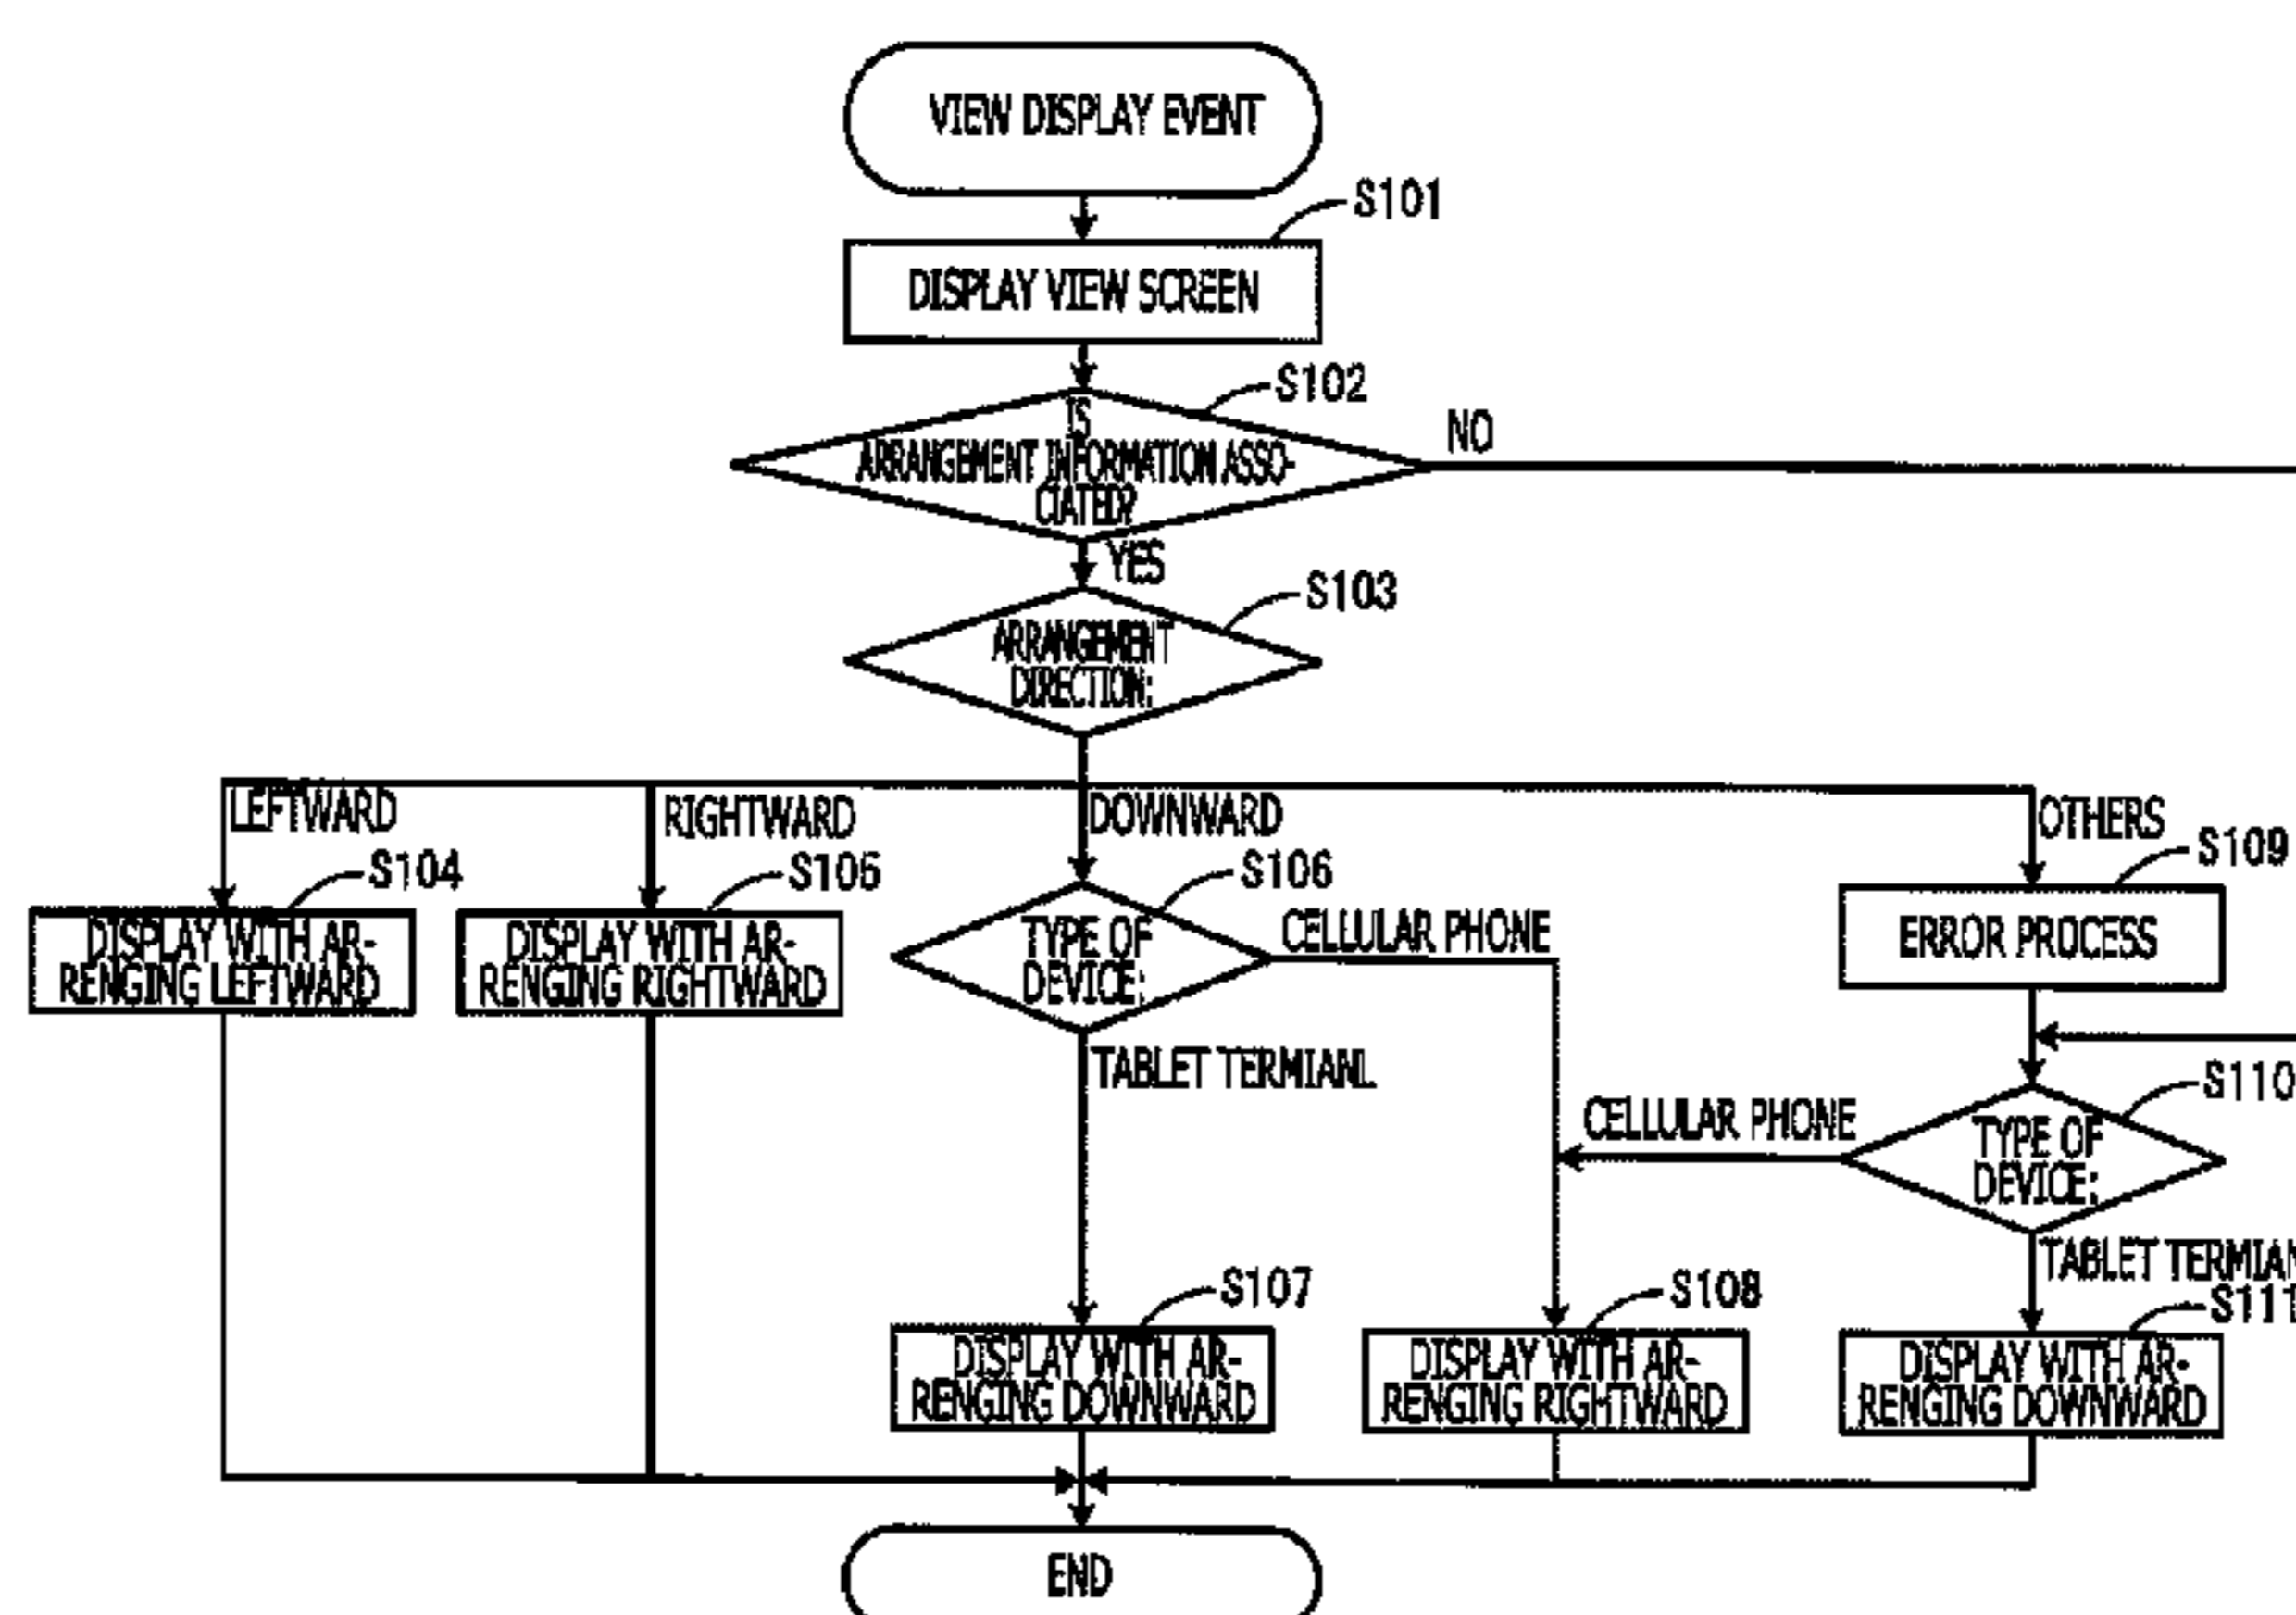 VIEW DISPLAY EVENT
S101
DISPLAY VIEW SCREEN
S102
IS
ARRANGEMENT INFORMATION ASSO-
CIATED?
NO
YES
S103
ARRANGEMENT
DIRECTION:
LEFTWARD
RIGHTWARD
DOWNWARD
OTHERS
S104
S105
S106
S109
DISPLAY WITH AR-
RENGING LEFTWARD
DISPLAY WITH AR-
RENGING RIGHTWARD
TYPE OF
DEVICE:
CELLULAR PHONE
ERROR PROCESS
TABLET TERMIANL
S110
CELLULAR PHONE
TYPE OF
DEVICE:
TABLET TERMIAN
S107
S108
S111
DISPLAY WITH AR-
RENGING DOWNWARD
DISPLAY WITH AR-
RENGING RIGHTWARD
DISPLAY WITH AR-
RENGING DOWNWARD
END